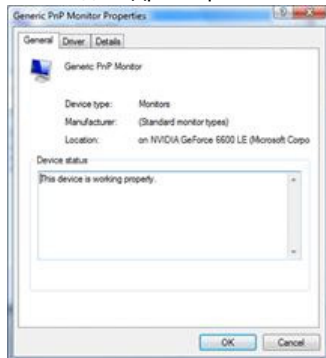 Generic PnP Monitor Properties
General Driver Details
Generic PnP Monitor
Device type: Monitors
Manufacturer: (Standard monitor types)
Location: on NVIDIA GeForce 6600 LE (Microsoft Corpo
Device status
This device is working properly.
OK Cancel